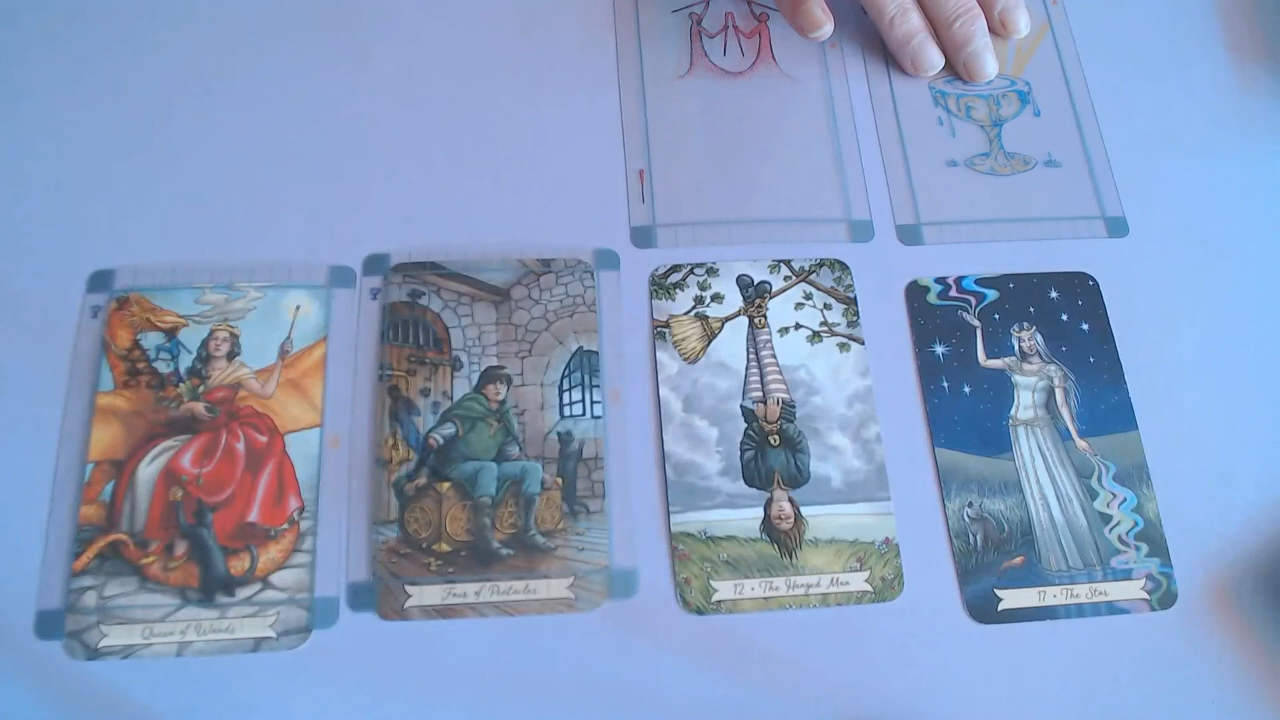 Queen of Wands
Four of Pentacles
12 • The Hanged Man
17 • The Star